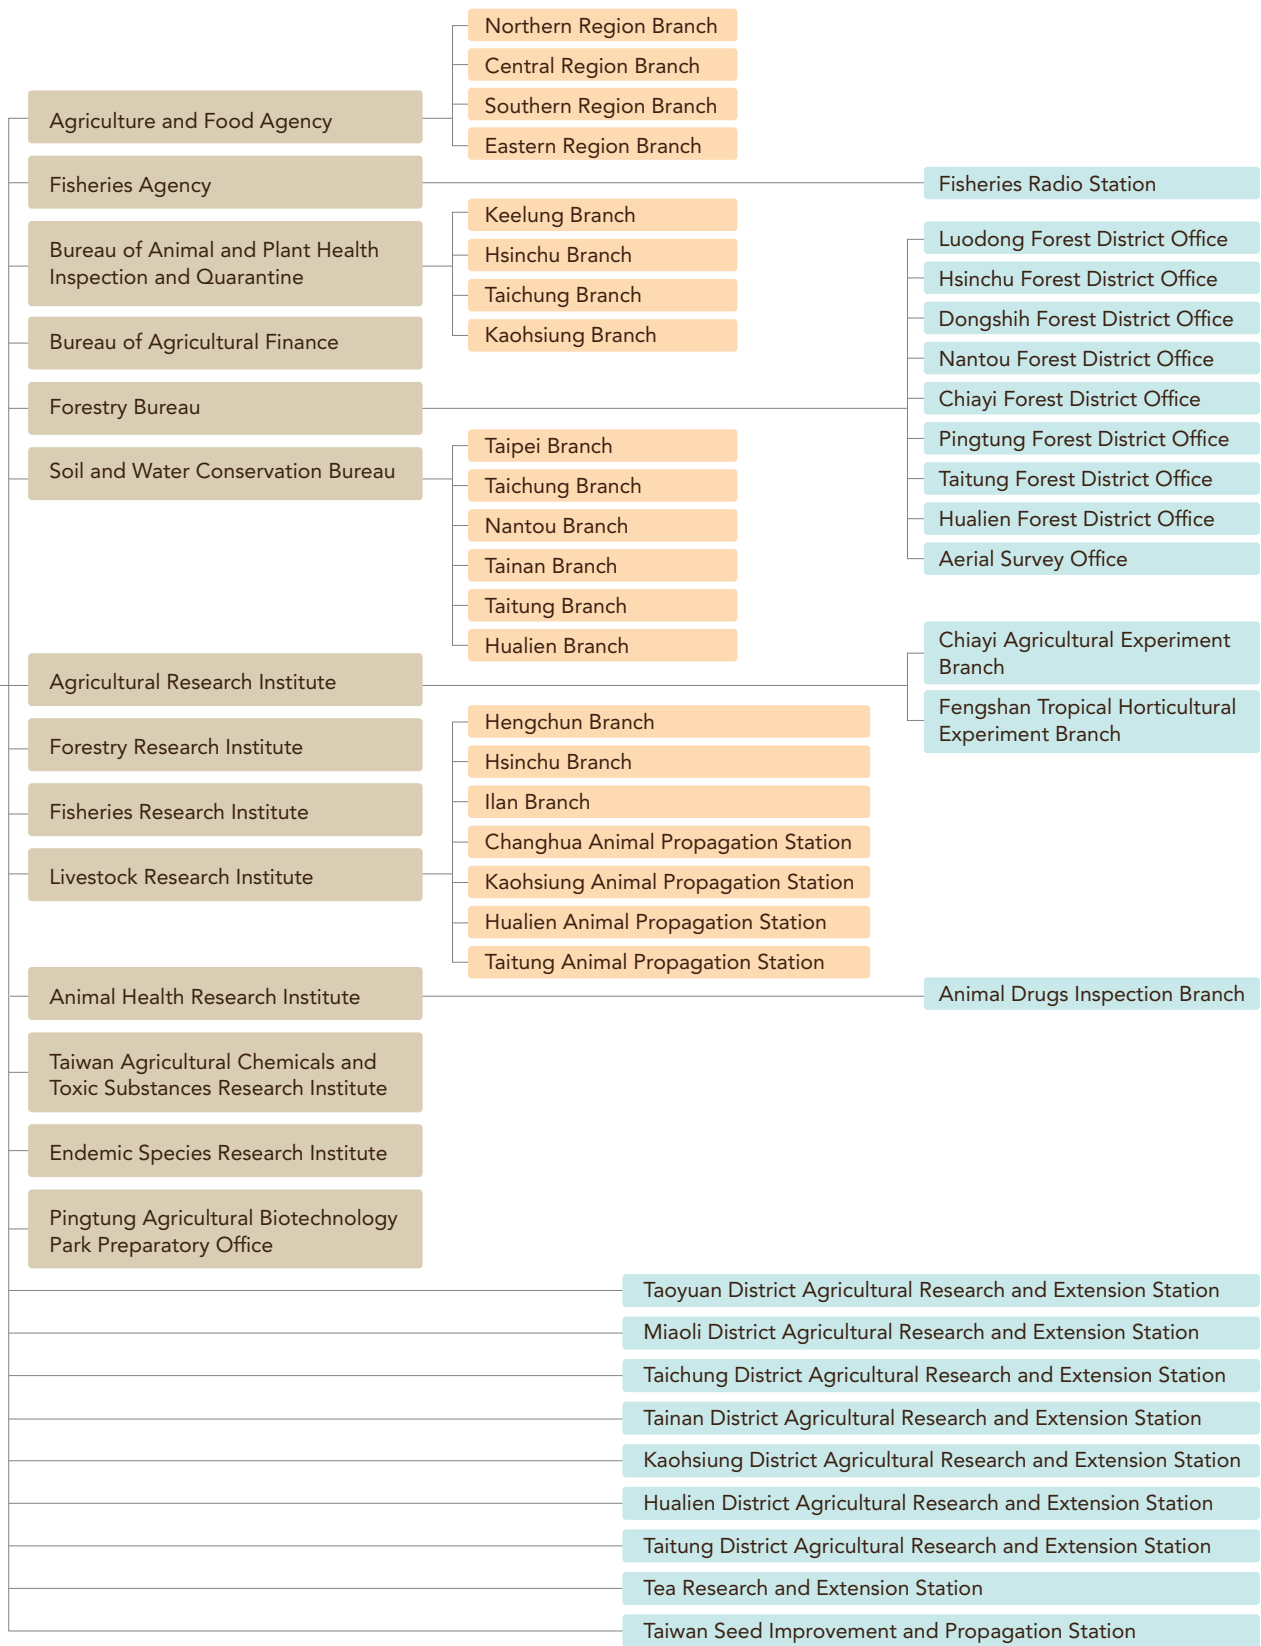 Agriculture and Food Agency
Northern Region Branch
Central Region Branch
Southern Region Branch
Eastern Region Branch
Fisheries Agency
Fisheries Radio Station
Bureau of Animal and Plant Health
Inspection and Quarantine
Keelung Branch
Hsinchu Branch
Taichung Branch
Kaohsiung Branch
Bureau of Agricultural Finance
Forestry Bureau
Luodong Forest District Office
Hsinchu Forest District Office
Dongshih Forest District Office
Nantou Forest District Office
Chiayi Forest District Office
Pingtung Forest District Office
Taitung Forest District Office
Hualien Forest District Office
Aerial Survey Office
Soil and Water Conservation Bureau
Taipei Branch
Taichung Branch
Nantou Branch
Tainan Branch
Taitung Branch
Hualien Branch
Agricultural Research Institute
Chiayi Agricultural Experiment
Branch
Fengshan Tropical Horticultural
Experiment Branch
Forestry Research Institute
Fisheries Research Institute
Livestock Research Institute
Hengchun Branch
Hsinchu Branch
Ilan Branch
Changhua Animal Propagation Station
Kaohsiung Animal Propagation Station
Hualien Animal Propagation Station
Taitung Animal Propagation Station
Animal Health Research Institute
Animal Drugs Inspection Branch
Taiwan Agricultural Chemicals and
Toxic Substances Research Institute
Endemic Species Research Institute
Pingtung Agricultural Biotechnology
Park Preparatory Office
Taoyuan District Agricultural Research and Extension Station
Miaoli District Agricultural Research and Extension Station
Taichung District Agricultural Research and Extension Station
Tainan District Agricultural Research and Extension Station
Kaohsiung District Agricultural Research and Extension Station
Hualien District Agricultural Research and Extension Station
Taitung District Agricultural Research and Extension Station
Tea Research and Extension Station
Taiwan Seed Improvement and Propagation Station